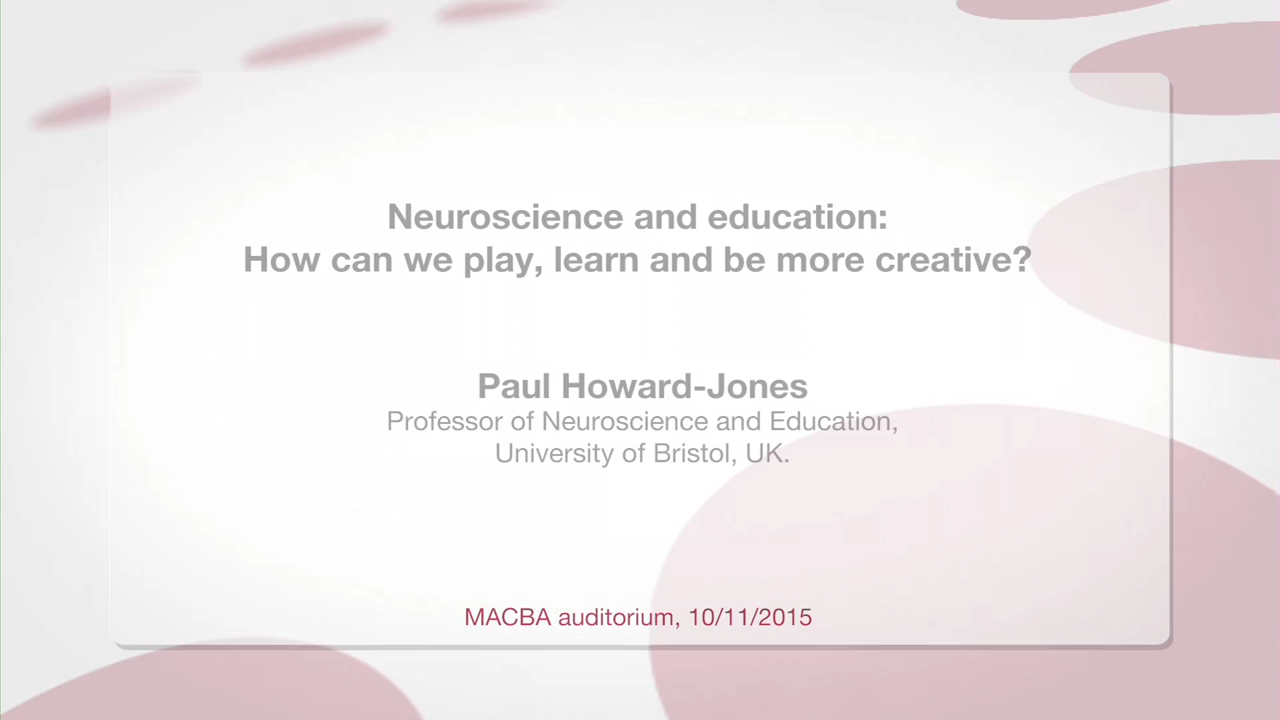 Neuroscience and education:
How can we play, learn and be more creative?
Paul Howard-Jones
Professor of Neuroscience and Education,
University of Bristol, UK.
MACBA auditorium, 10/11/2015